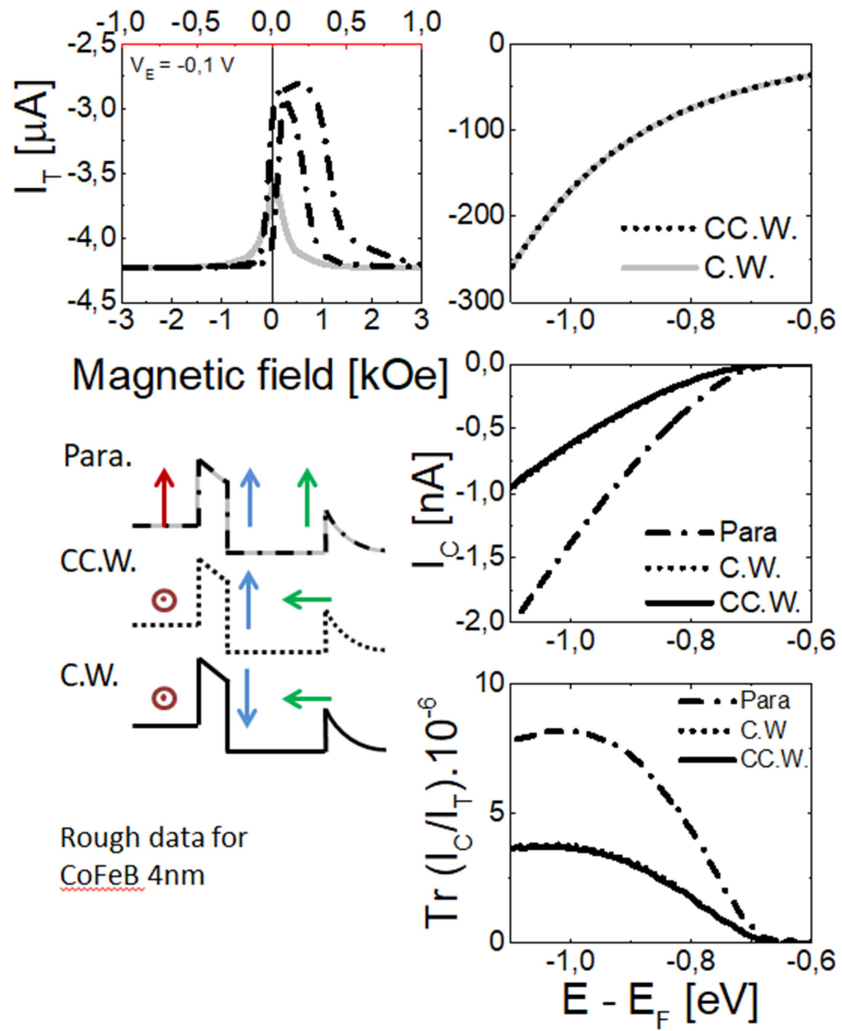 -1,0 -0,5 0,0 0,5 1,0
-2,5
-3,0
-3,5
-4,0
-4,5
I_T [µA]
V_E = -0,1 V
-3 -2 -1 0 1 2 3
Magnetic field [kOe]
0
-100
-200
-300
CC.W.
C.W.
-1,0 -0,8 -0,6
Para.
CC.W.
C.W.
Rough data for
CoFeB 4nm
0,0
-0,5
-1,0
-1,5
-2,0
I_C [nA]
Para
C.W.
CC.W.
-1,0 -0,8 -0,6
10
5
0
Tr (I_C/I_T).10^-6
Para
C.W
CC.W.
-1,0 -0,8 -0,6
E - E_F [eV]